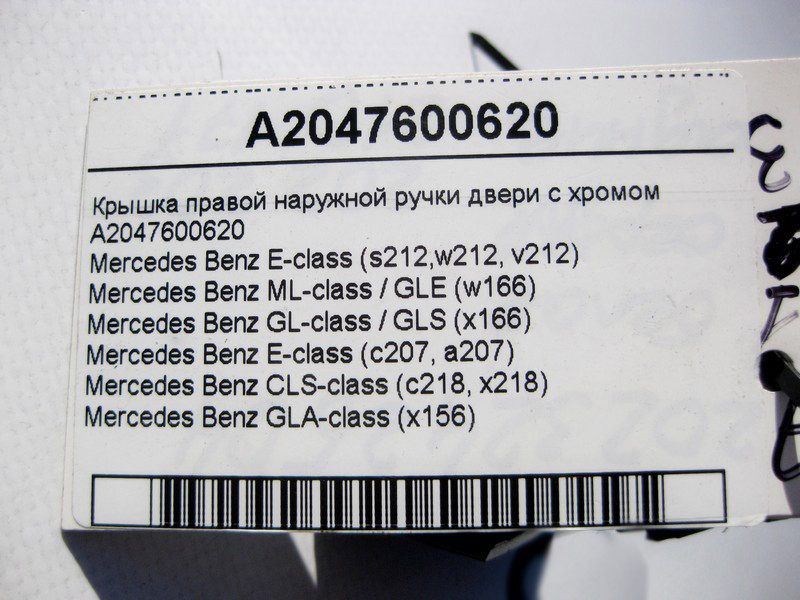 A2047600620
Крышка правой наружной ручки двери с хромом
A2047600620
Mercedes Benz E-class (s212,w212, v212)
Mercedes Benz ML-class / GLE (w166)
Mercedes Benz GL-class / GLS (x166)
Mercedes Benz E-class (c207, a207)
Mercedes Benz CLS-class (c218, x218)
Mercedes Benz GLA-class (x156)